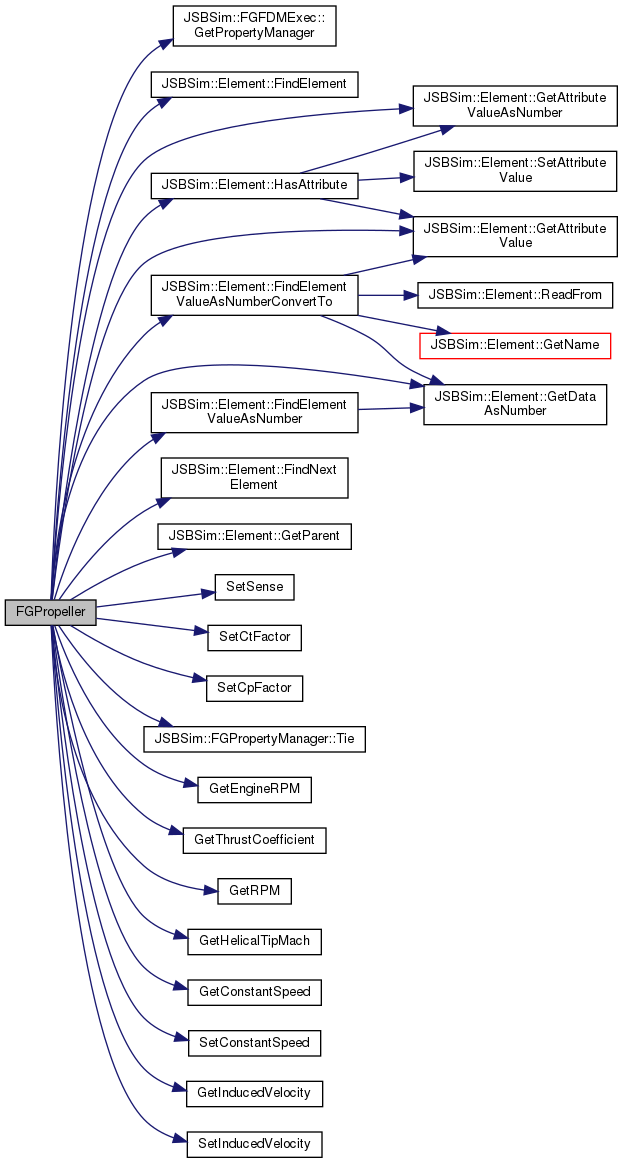 JSBSim::FGFDMExec::
GetPropertyManager
JSBSim::Element::FindElement
JSBSim::Element::GetAttribute
ValueAsNumber
JSBSim::Element::SetAttribute
Value
JSBSim::Element::HasAttribute
JSBSim::Element::GetAttribute
Value
JSBSim::Element::FindElement
ValueAsNumberConvertTo
JSBSim::Element::ReadFrom
JSBSim::Element::GetName
JSBSim::Element::GetData
AsNumber
JSBSim::Element::FindElement
ValueAsNumber
JSBSim::Element::FindNext
Element
JSBSim::Element::GetParent
SetSense
FGPropeller
SetCtFactor
SetCpFactor
JSBSim::FGPropertyManager::Tie
GetEngineRPM
GetThrustCoefficient
GetRPM
GetHelicalTipMach
GetConstantSpeed
SetConstantSpeed
GetInducedVelocity
SetInducedVelocity